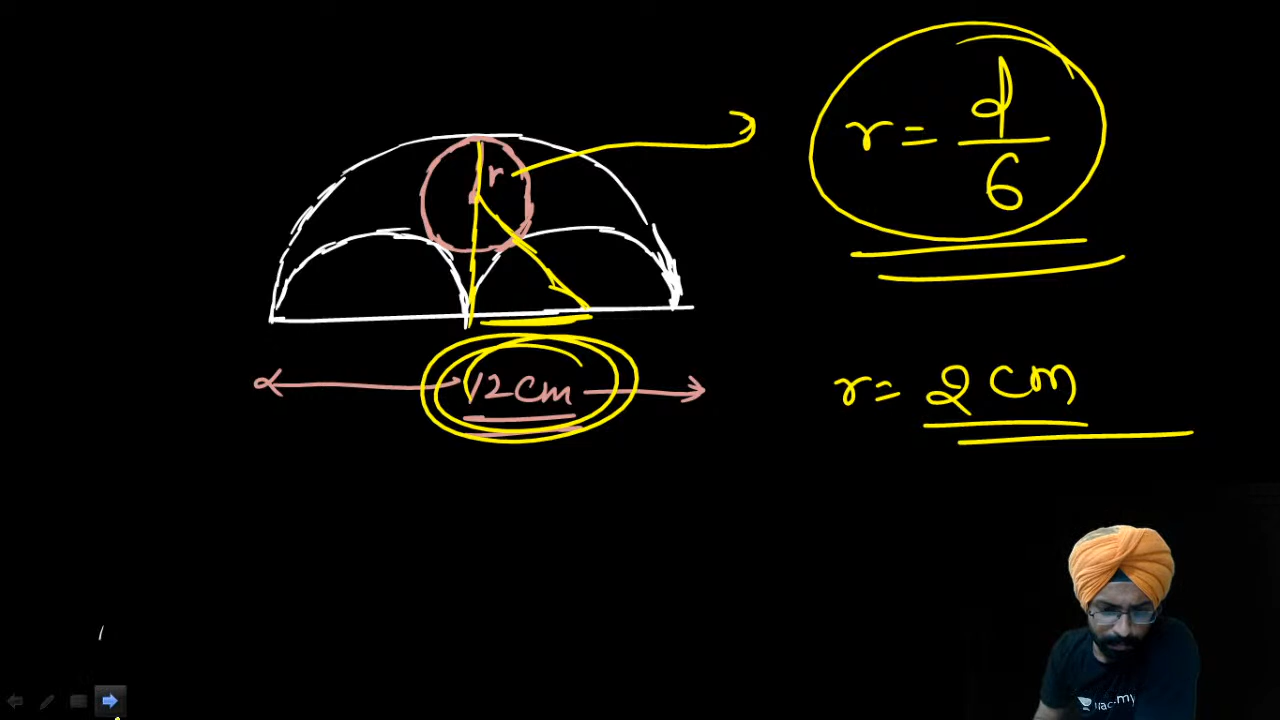 r
r = d/6
12 cm
r = 2 cm